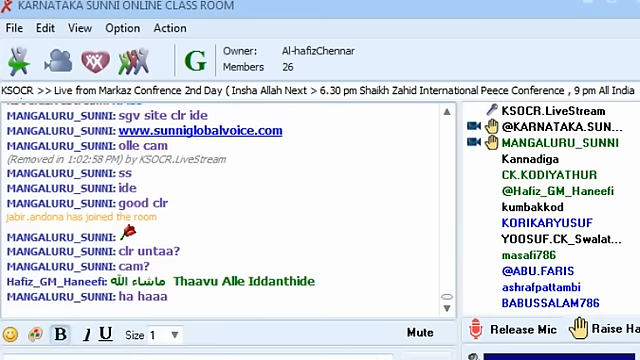 KARNATAKA SUNNI ONLINE CLASS ROOM
File Edit View Option Action
G
Owner: Al-hafizChennar
Members 26
KSOCR >> Live from Markaz Confrence 2nd Day ( Insha Allah Next > 6.30 pm Shaikh Zahid International Peece Conference , 9 pm All India
MANGALURU_SUNNI: sgv site clr ide
MANGALURU_SUNNI: www.sunniglobalvoice.com
MANGALURU_SUNNI: olle cam
(Removed in 1:02:58 PM) by KSOCR.LiveStream
MANGALURU_SUNNI: ss
MANGALURU_SUNNI: ide
MANGALURU_SUNNI: good clr
jabir.andona has joined the room
MANGALURU_SUNNI:
MANGALURU_SUNNI: clr untaa?
MANGALURU_SUNNI: cam?
Hafiz_GM_Haneefi: ماشاء الله Thaavu Alle Iddanthide
MANGALURU_SUNNI: ha haaa
KSOCR.LiveStream
@KARNATAKA.SUN...
MANGALURU_SUNNI
Kannadiga
CK.KODIYATHUR
@Hafiz_GM_Haneefi
kumbakkod
KORIKARYUSUF
YOOSUF.CK_Swalat...
masafi786
@ABU.FARIS
ashrafpattambi
BABUSSALAM786
B I U Size 1 Mute
Release Mic Raise Ha